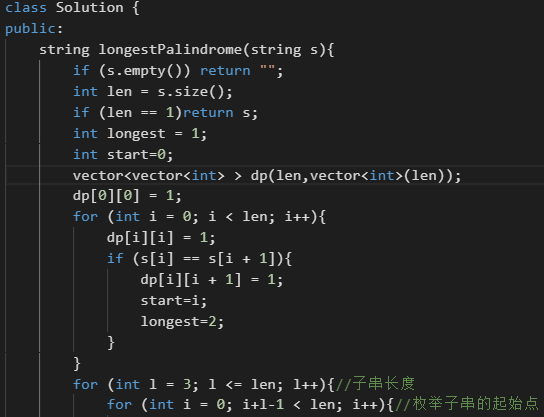 class Solution {
public:
    string longestPalindrome(string s){
        if (s.empty()) return "";
        int len = s.size();
        if (len == 1)return s;
        int longest = 1;
        int start=0;
        vector<vector<int> > dp(len,vector<int>(len));
        dp[0][0] = 1;
        for (int i = 0; i < len; i++){
            dp[i][i] = 1;
            if (s[i] == s[i + 1]){
                dp[i][i + 1] = 1;
                start=i;
                longest=2;
            }
        }
        for (int l = 3; l <= len; l++){//子串长度
            for (int i = 0; i+l-1 < len; i++){//枚举子串的起始点